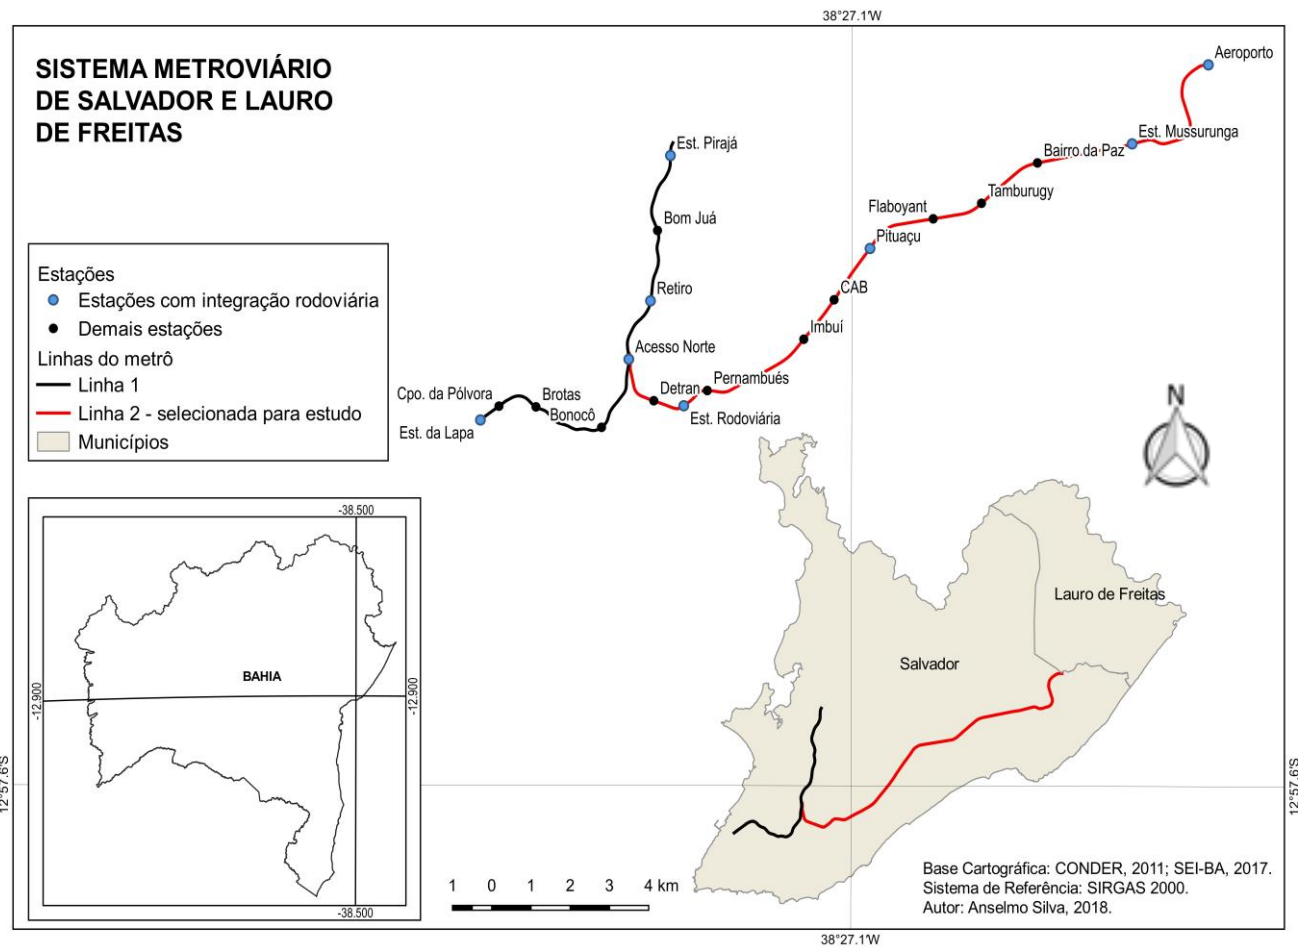 38°27.1'W
SISTEMA METROVIÁRIO
DE SALVADOR E LAURO
DE FREITAS
Aeroporto
Est. Mussurunga
Est. Pirajá
Bairro da Paz
Tamburugy
Flaboyant
Bom Juá
Pituaçu
Estações
Estações com integração rodoviária
Demais estações
Linhas do metrô
Linha 1
Linha 2 - selecionada para estudo
Municípios
Retiro
CAB
Imbuí
Acesso Norte
Pernambués
Detran
Cpo. da Pólvora
Brotas
Bonocô
Est. Rodoviária
Est. da Lapa
N
-38.500
BAHIA
-12.900
-12.900
-38.500
Lauro de Freitas
Salvador
12°57.6'S
12°57.6'S
1 0 1 2 3 4 km
Base Cartográfica: CONDER, 2011; SEI-BA, 2017.
Sistema de Referência: SIRGAS 2000.
Autor: Anselmo Silva, 2018.
38°27.1'W